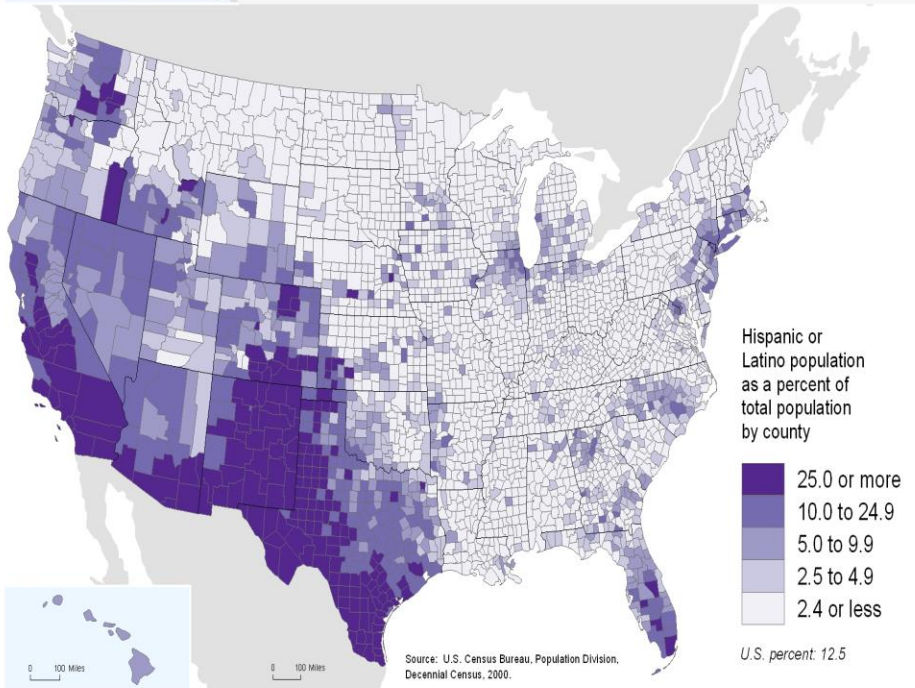 Hispanic or
Latino population
as a percent of
total population
by county
25.0 or more
10.0 to 24.9
5.0 to 9.9
2.5 to 4.9
2.4 or less
U.S. percent: 12.5
0 100 Miles
0 100 Miles
Source: U.S. Census Bureau, Population Division,
Decennial Census, 2000.